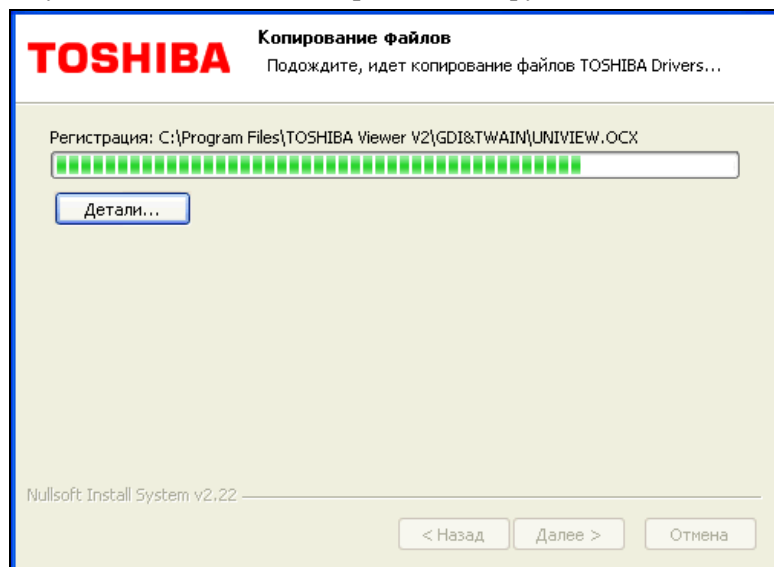 TOSHIBA
Копирование файлов
Подождите, идет копирование файлов TOSHIBA Drivers...
Регистрация: C:\Program Files\TOSHIBA Viewer V2\GDI&TWAIN\UNIVIEW.OCX
Детали...
Nullsoft Install System v2.22
< Назад
Далее >
Отмена